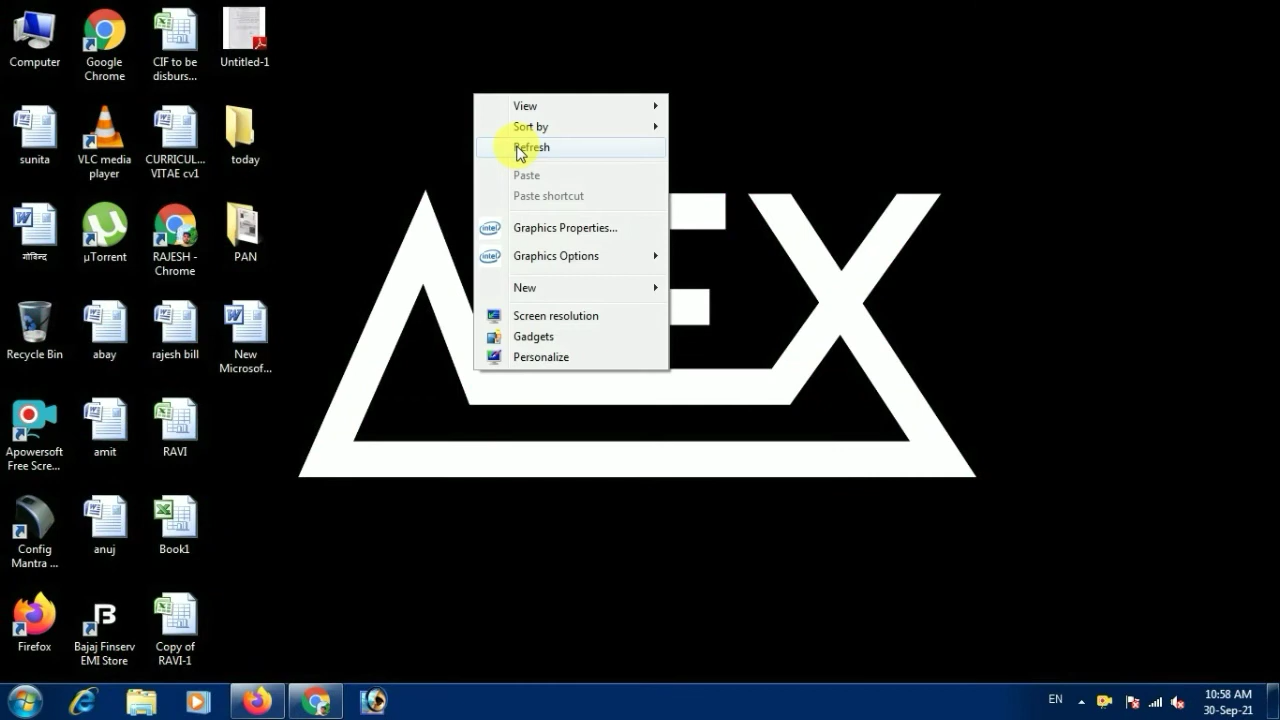 Computer
Google
Chrome
CIF to be
disburs...
Untitled-1
sunita
VLC media
player
CURRICUL...
VITAE cv1
today
गोविन्द
µTorrent
RAJESH -
Chrome
PAN
Recycle Bin
abay
rajesh bill
New
Microsof...
Apowersoft
Free Scre...
amit
RAVI
Config
Mantra ...
anuj
Book1
Firefox
Bajaj Finserv
EMI Store
Copy of
RAVI-1
View
Sort by
Refresh
Paste
Paste shortcut
intel
Graphics Properties...
intel
Graphics Options
New
Screen resolution
Gadgets
Personalize
EN
10:58 AM
30-Sep-21